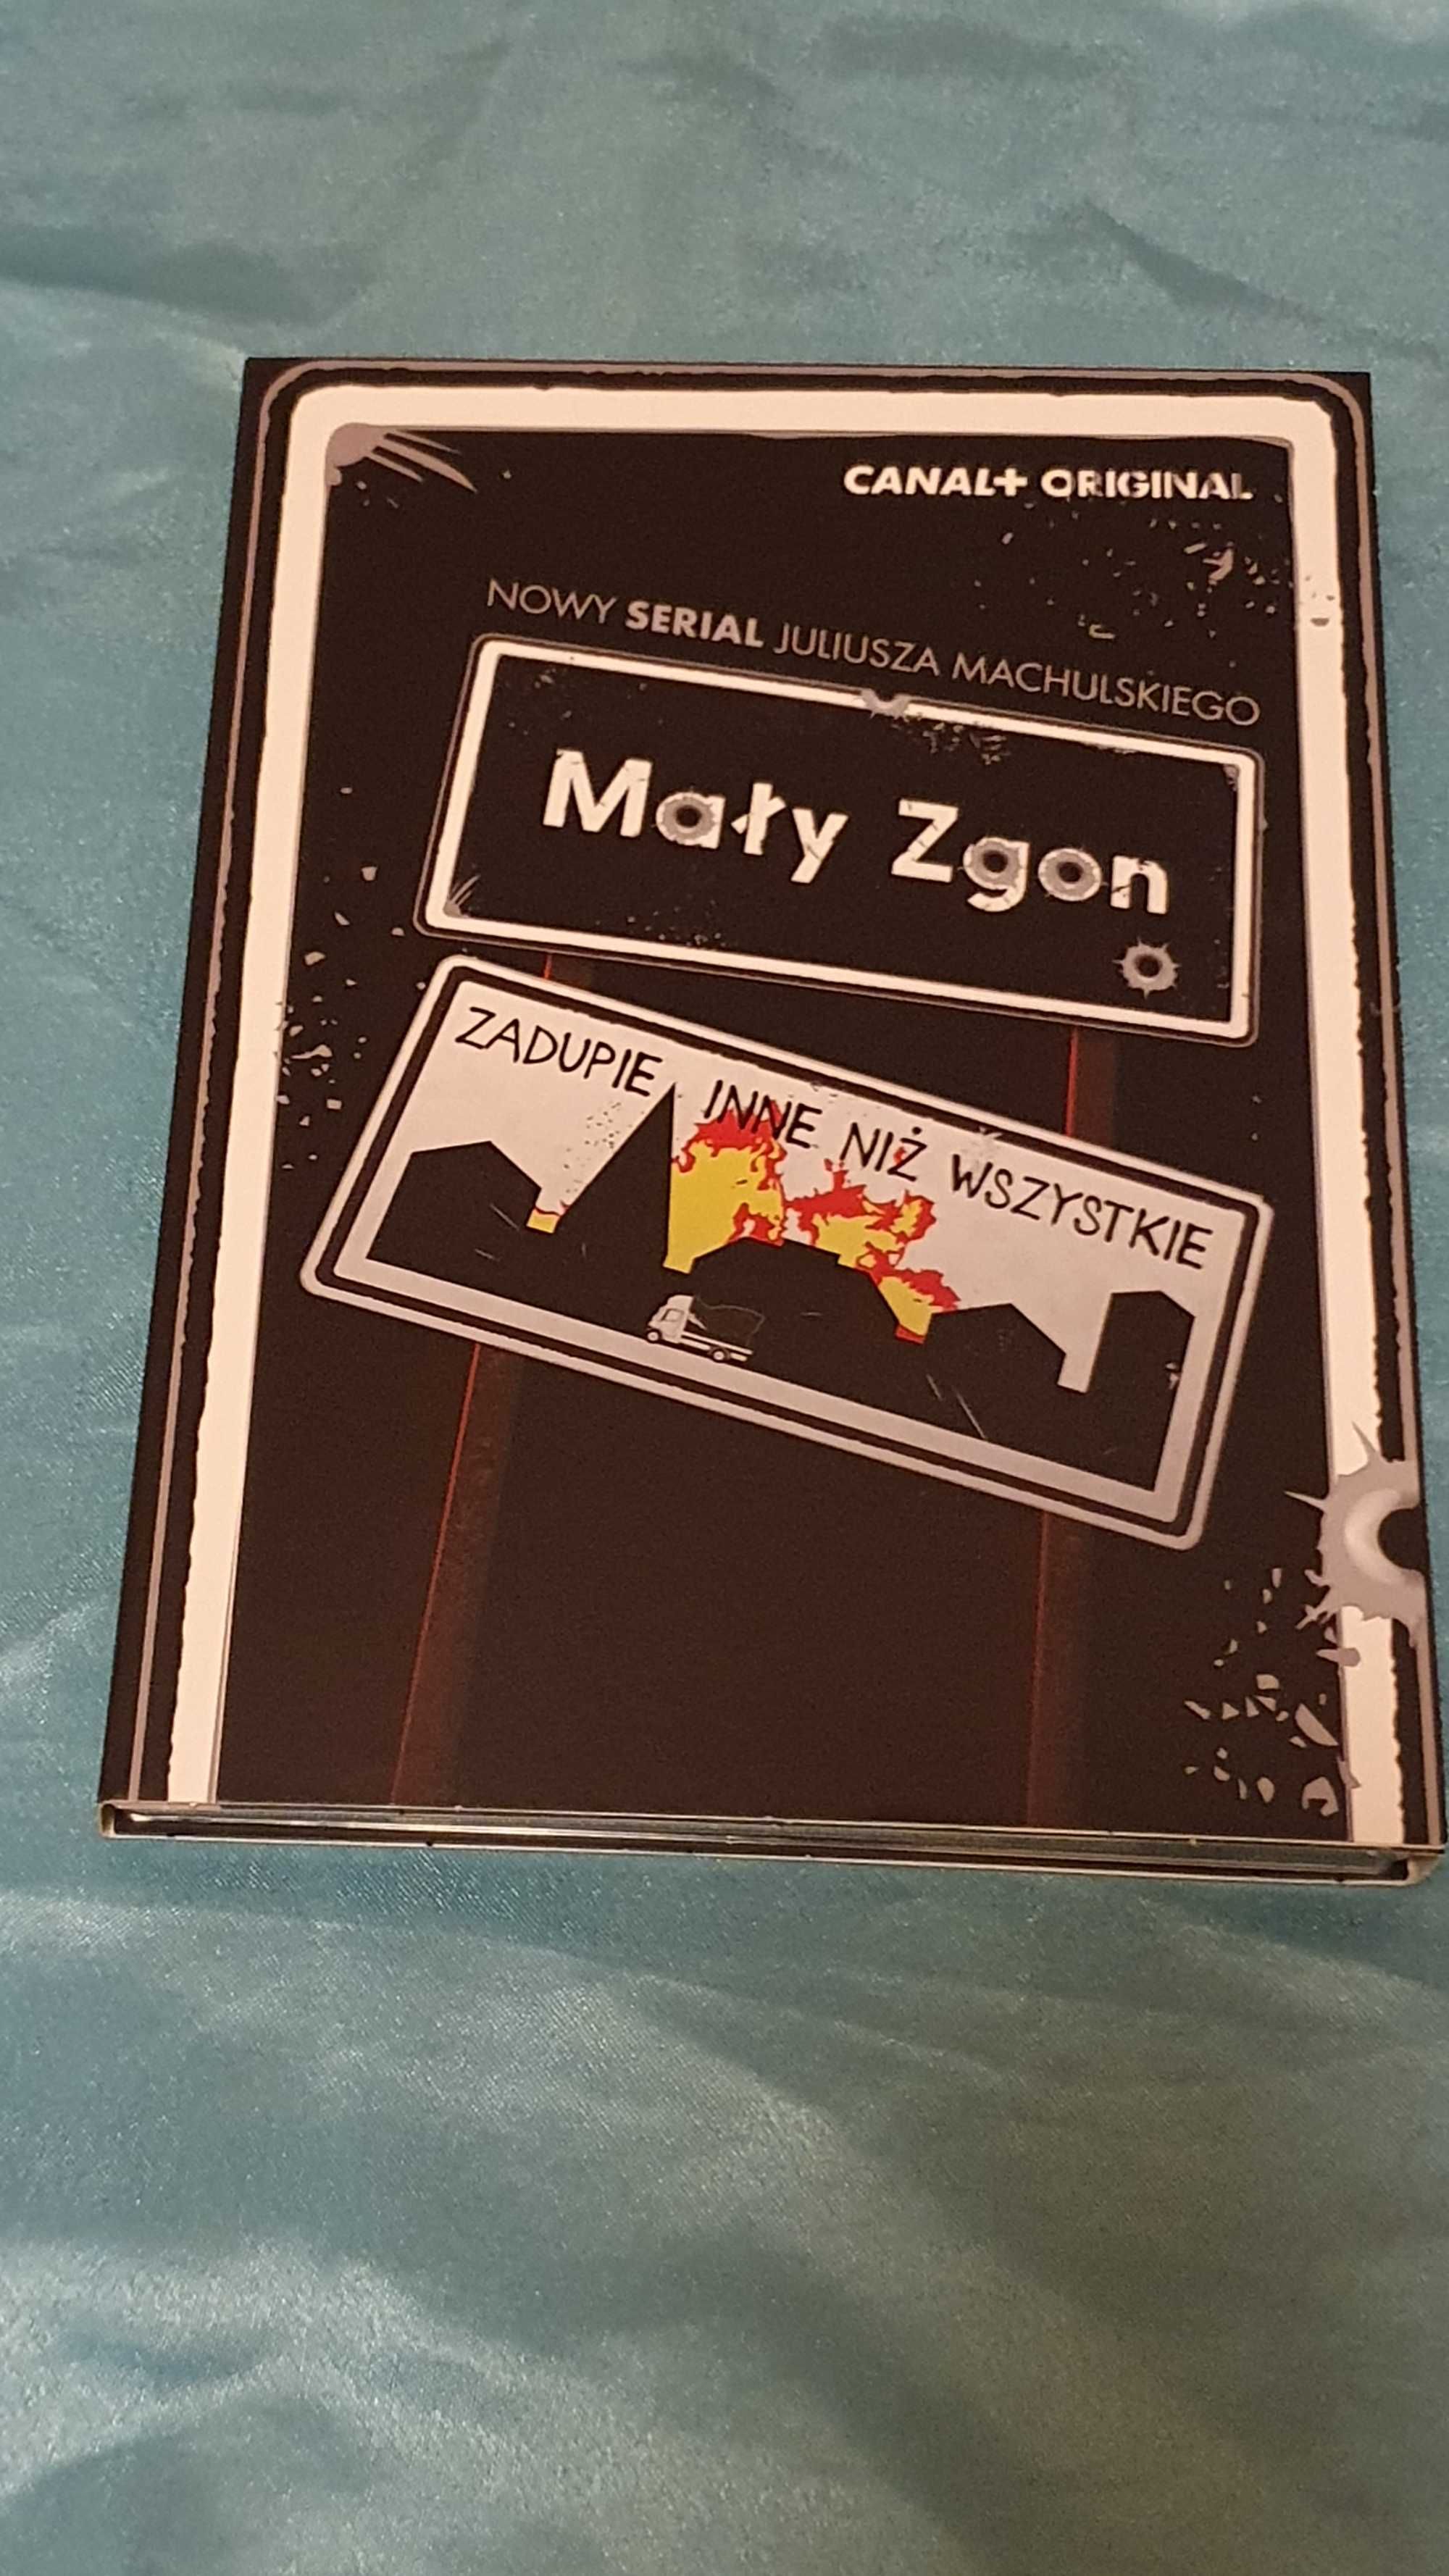 CANAL+ ORIGINAL
NOWY SERIAL JULIUSZA MACHULSKIEGO
Mały Zgon
ZADUPIE INNE NIŻ WSZYSTKIE